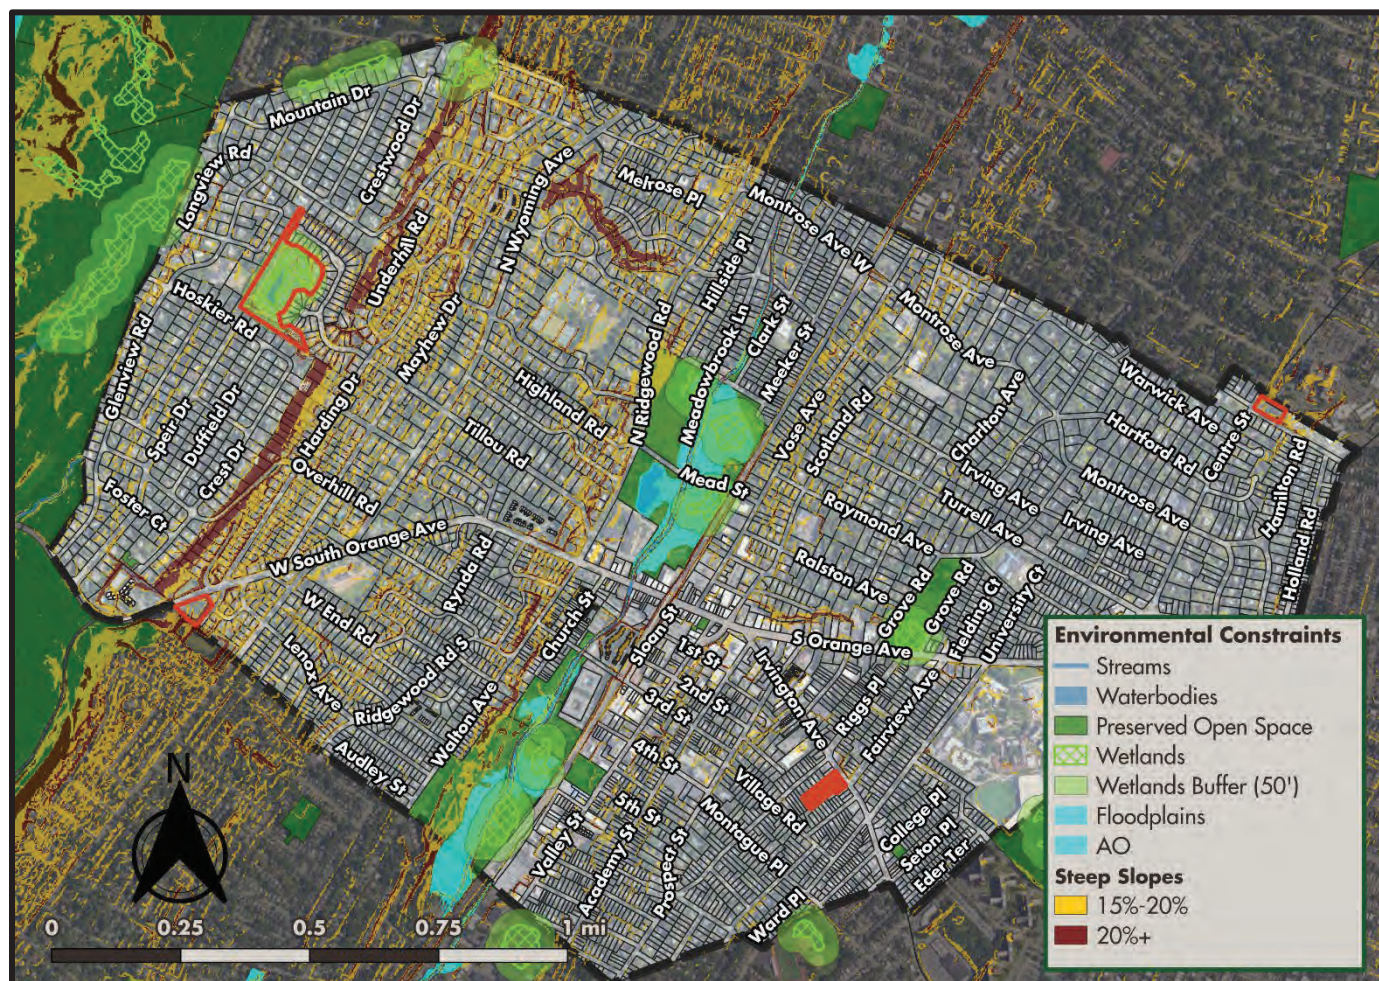 Mountain Dr
Crestwood Dr
Longview Rd
N Wyoming Ave
Melrose Pl
Montrose Ave W
Underhill Rd
Hillside Pl
Hoskier Rd
Glenview Rd
Mayhew Dr
N Ridgewood Rd
Meadowbrook Ln
Clark St
Meeker St
Montrose Ave
Warwick Ave
Vose Ave
Scotland Rd
Charlton Ave
Hartford Rd
Centre St
Hamilton Rd
Holland Rd
Speir Dr
Duffield Dr
Crest Dr
Harding Dr
Highland Rd
Tillou Rd
Overhill Rd
Foster Ct
Mead St
Raymond Ave
Irving Ave
Turrell Ave
Irving Ave
Montrose Ave
W South Orange Ave
Ralston Ave
Grove Rd
Grove Rd
Fielding Ct
University Ct
Rynda Rd
W End Rd
Lenox Ave
Ridgewood Rd S
Church St
Sloan St
S Orange Ave
1st St
2nd St
3rd St
4th St
5th St
Irvington Ave
Riggs Pl
Fairview Ave
Walton Ave
Audley St
Village Rd
Montague Pl
Valley St
Academy St
Prospect St
Ward Pl
College Pl
Seton Pl
Eder Ter
N
0 0.25 0.5 0.75 1 mi
Environmental Constraints
Streams
Waterbodies
Preserved Open Space
Wetlands
Wetlands Buffer (50')
Floodplains
AO
Steep Slopes
15%-20%
20%+